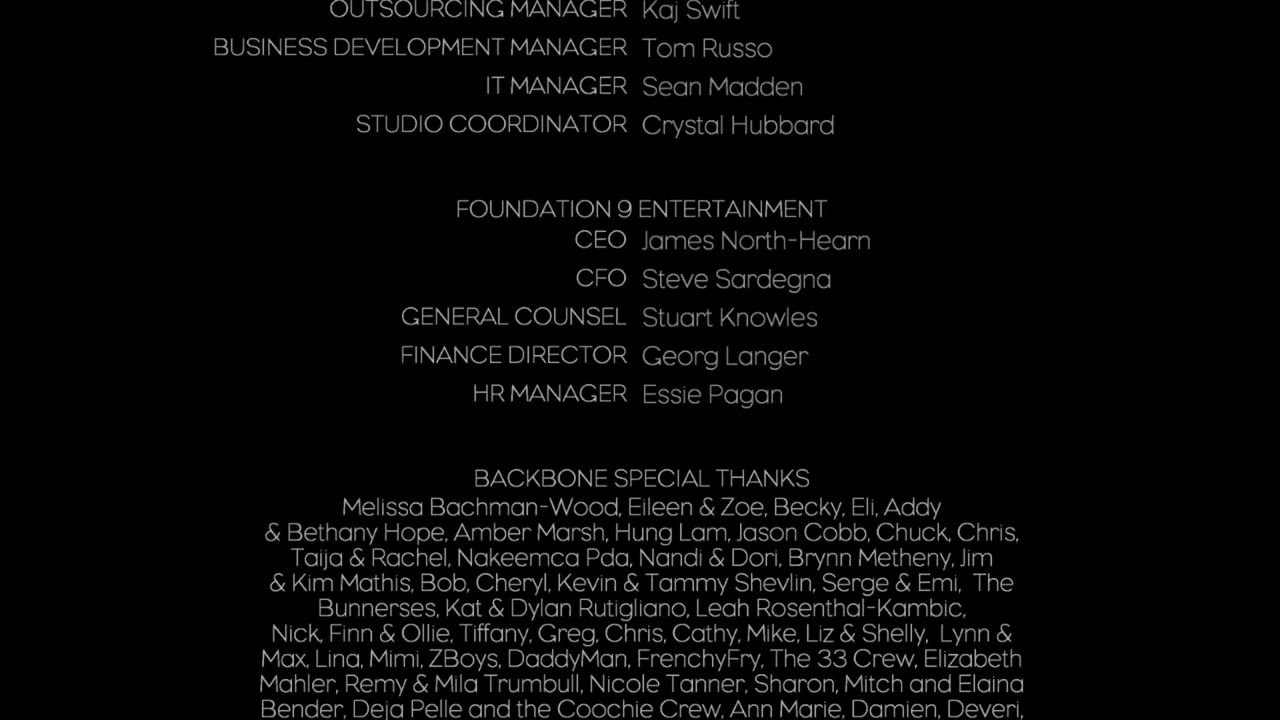 OUTSOURCING MANAGER Kaj Swift
BUSINESS DEVELOPMENT MANAGER Tom Russo
IT MANAGER Sean Madden
STUDIO COORDINATOR Crystal Hubbard
FOUNDATION 9 ENTERTAINMENT
CEO James North-Hearn
CFO Steve Sardegna
GENERAL COUNSEL Stuart Knowles
FINANCE DIRECTOR Georg Langer
HR MANAGER Essie Pagan
BACKBONE SPECIAL THANKS
Melissa Bachman-Wood, Eileen & Zoe, Becky, Eli, Addy
& Bethany Hope, Amber Marsh, Hung Lam, Jason Cobb, Chuck, Chris,
Taija & Rachel, Nakeemca Pda, Nandi & Dori, Brynn Metheny, Jim
& Kim Mathis, Bob, Cheryl, Kevin & Tammy Shevlin, Serge & Emi, The
Bunnerses, Kat & Dylan Rutigliano, Leah Rosenthal-Kambic,
Nick, Finn & Ollie, Tiffany, Greg, Chris, Cathy, Mike, Liz & Shelly, Lynn &
Max, Lina, Mimi, ZBoys, DaddyMan, FrenchyFry, The 33 Crew, Elizabeth
Mahler, Remy & Mila Trumbull, Nicole Tanner, Sharon, Mitch and Elaina
Bender, Deja Pelle and the Coochie Crew, Ann Marie, Damien, Deveri,